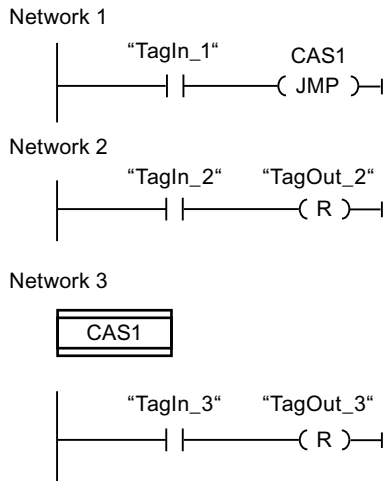 Network 1
“TagIn_1“ CAS1
JMP
Network 2
“TagIn_2“ “TagOut_2“
R
Network 3
CAS1
“TagIn_3“ “TagOut_3“
R